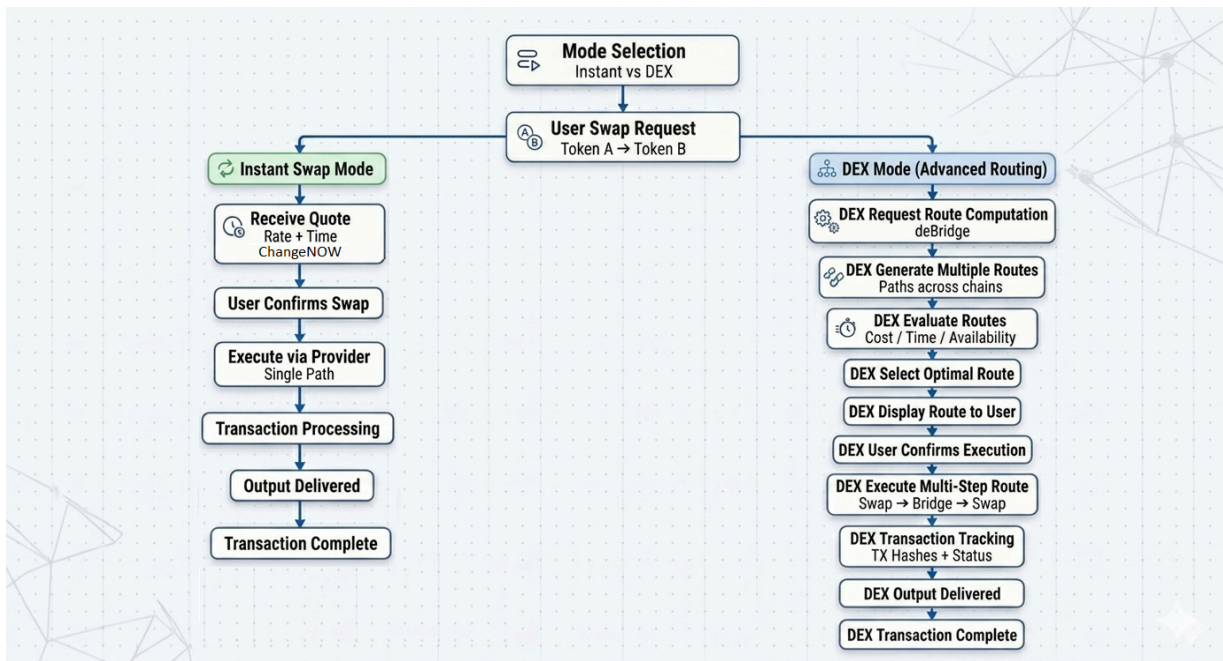 Mode Selection
Instant vs DEX
A
B
User Swap Request
Token A → Token B
Instant Swap Mode
Receive Quote
Rate + Time
ChangeNOW
User Confirms Swap
Execute via Provider
Single Path
Transaction Processing
Output Delivered
Transaction Complete
DEX Mode (Advanced Routing)
DEX Request Route Computation
deBridge
DEX Generate Multiple Routes
Paths across chains
DEX Evaluate Routes
Cost / Time / Availability
DEX Select Optimal Route
DEX Display Route to User
DEX User Confirms Execution
DEX Execute Multi-Step Route
Swap → Bridge → Swap
DEX Transaction Tracking
TX Hashes + Status
DEX Output Delivered
DEX Transaction Complete